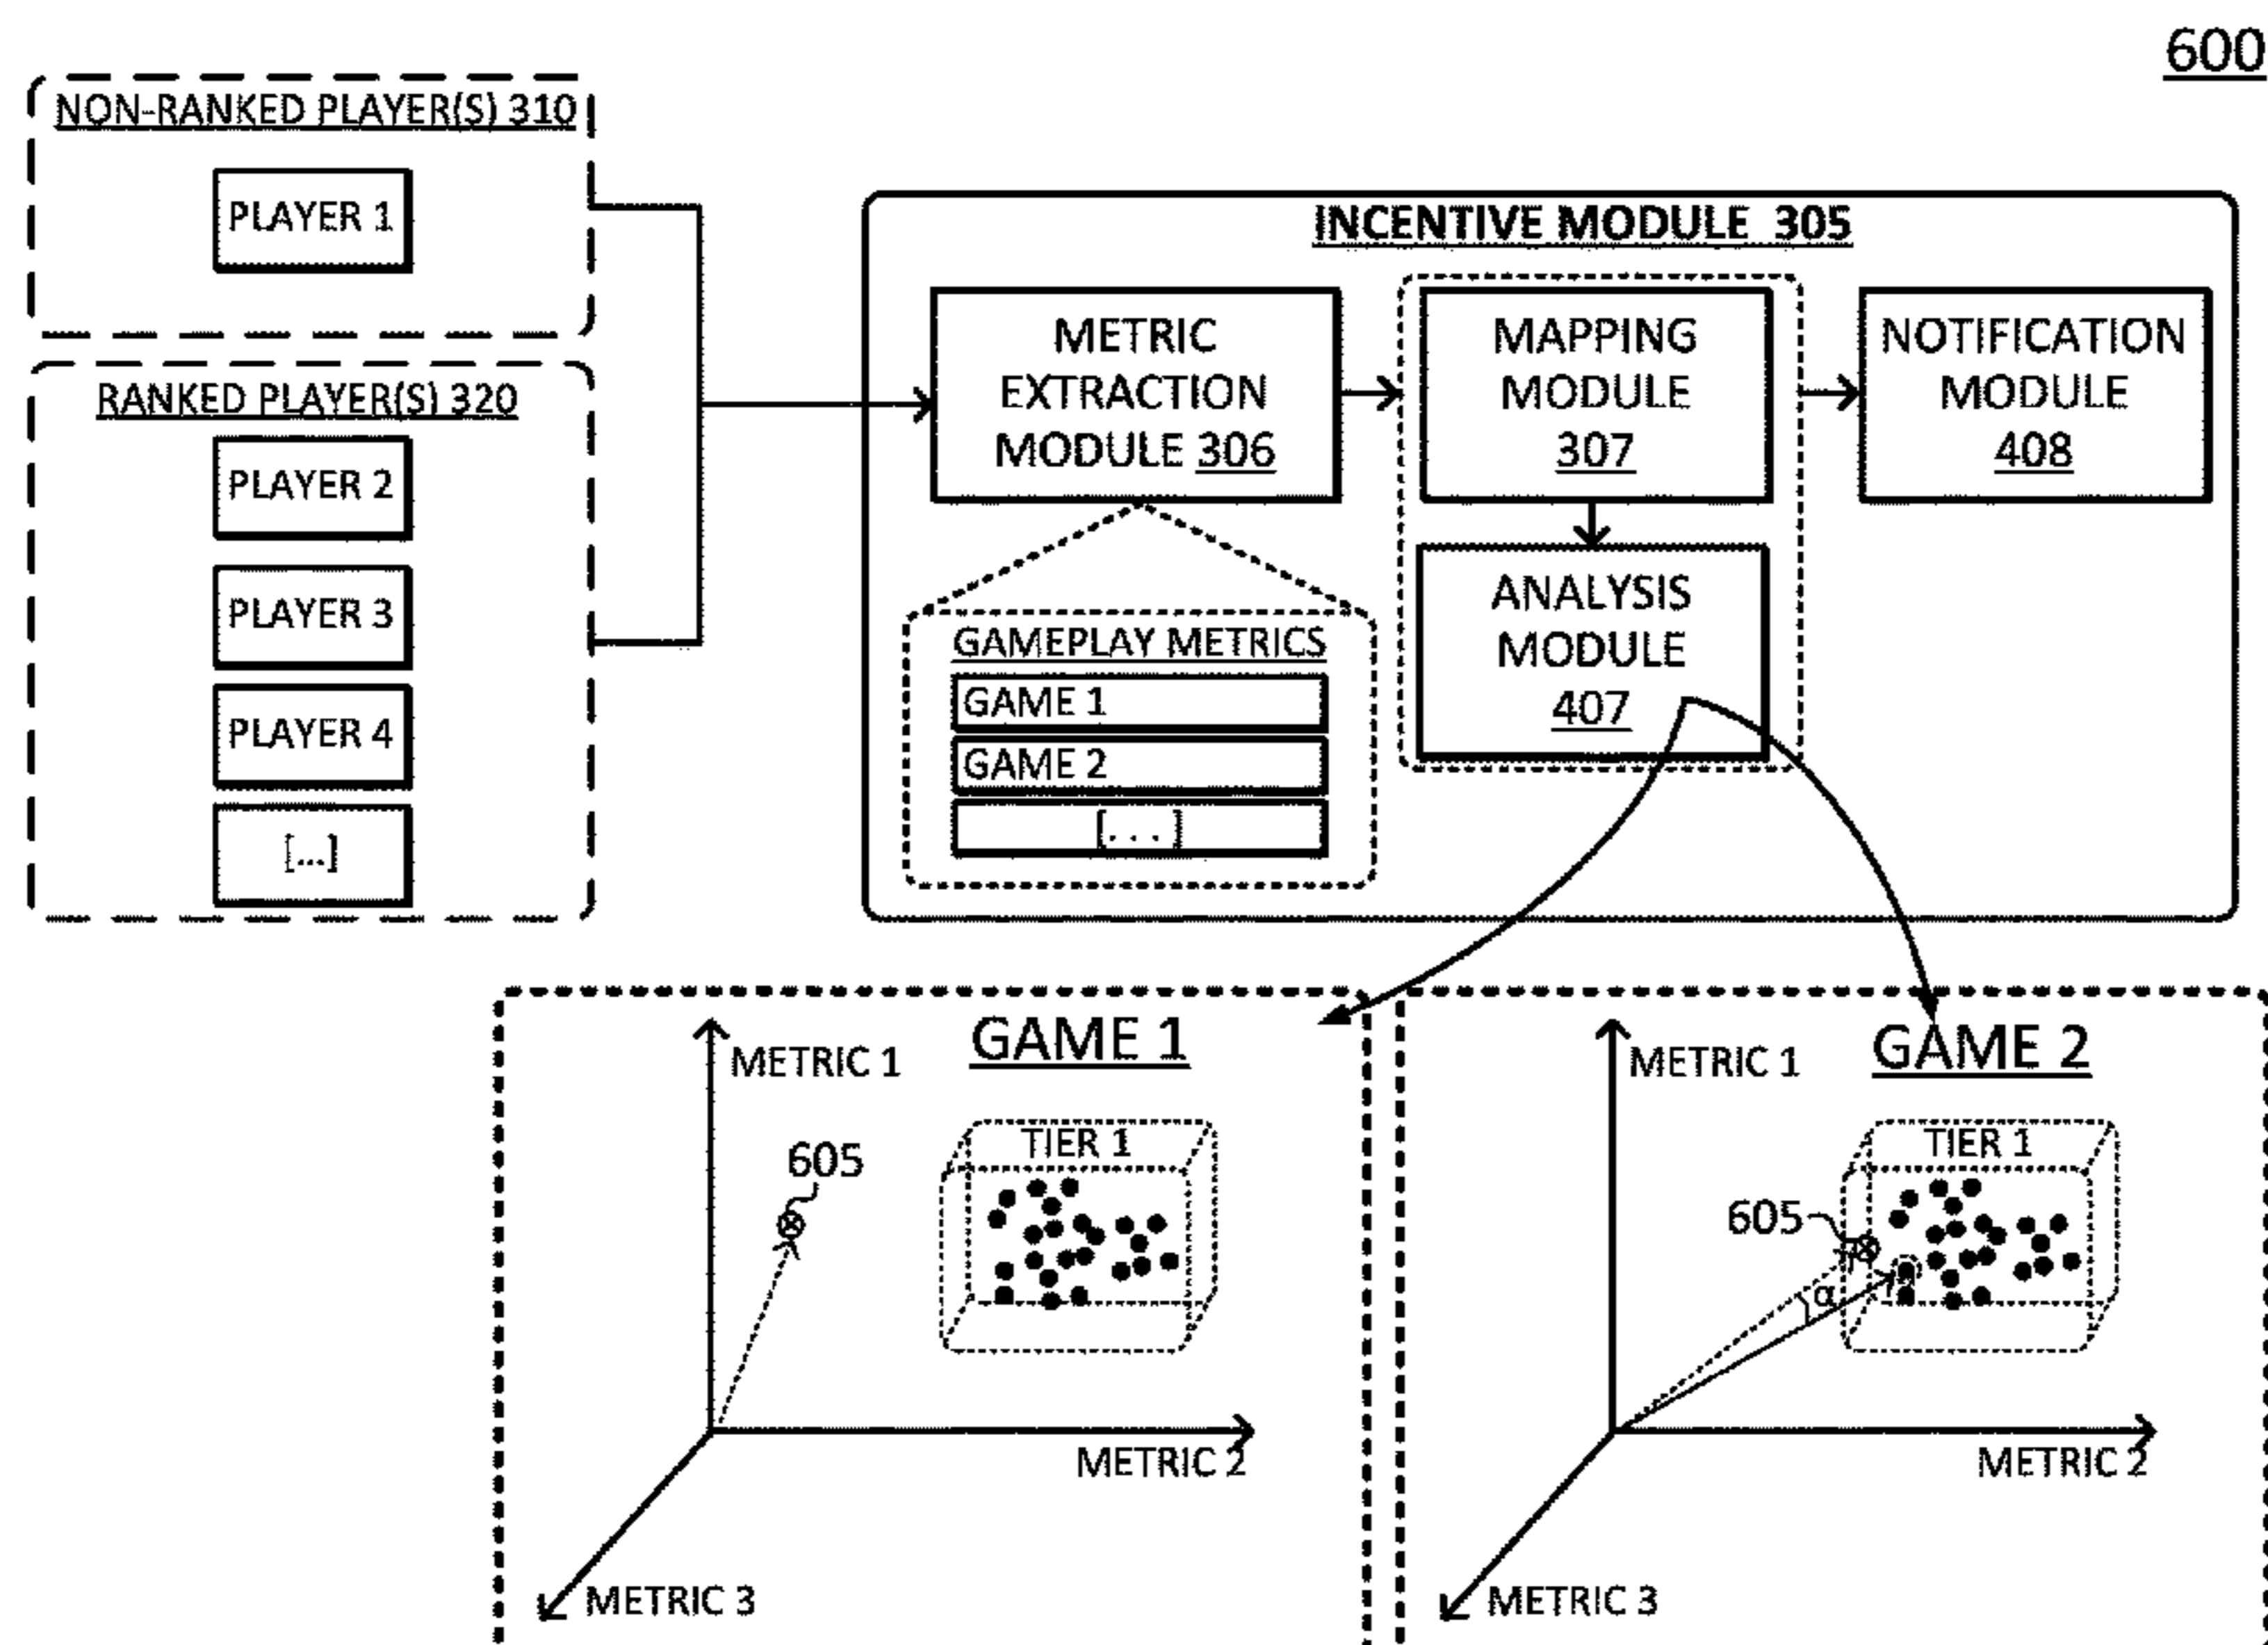 600
NON-RANKED PLAYER(S) 310
PLAYER 1
RANKED PLAYER(S) 320
PLAYER 2
PLAYER 3
PLAYER 4
[...]
INCENTIVE MODULE 305
METRIC
EXTRACTION
MODULE 306
MAPPING
MODULE
307
NOTIFICATION
MODULE
408
ANALYSIS
MODULE
407
GAMEPLAY METRICS
GAME 1
GAME 2
[. . . ]
GAME 1
METRIC 1
TIER 1
605
METRIC 2
METRIC 3
GAME 2
METRIC 1
TIER 1
605
α
METRIC 2
METRIC 3